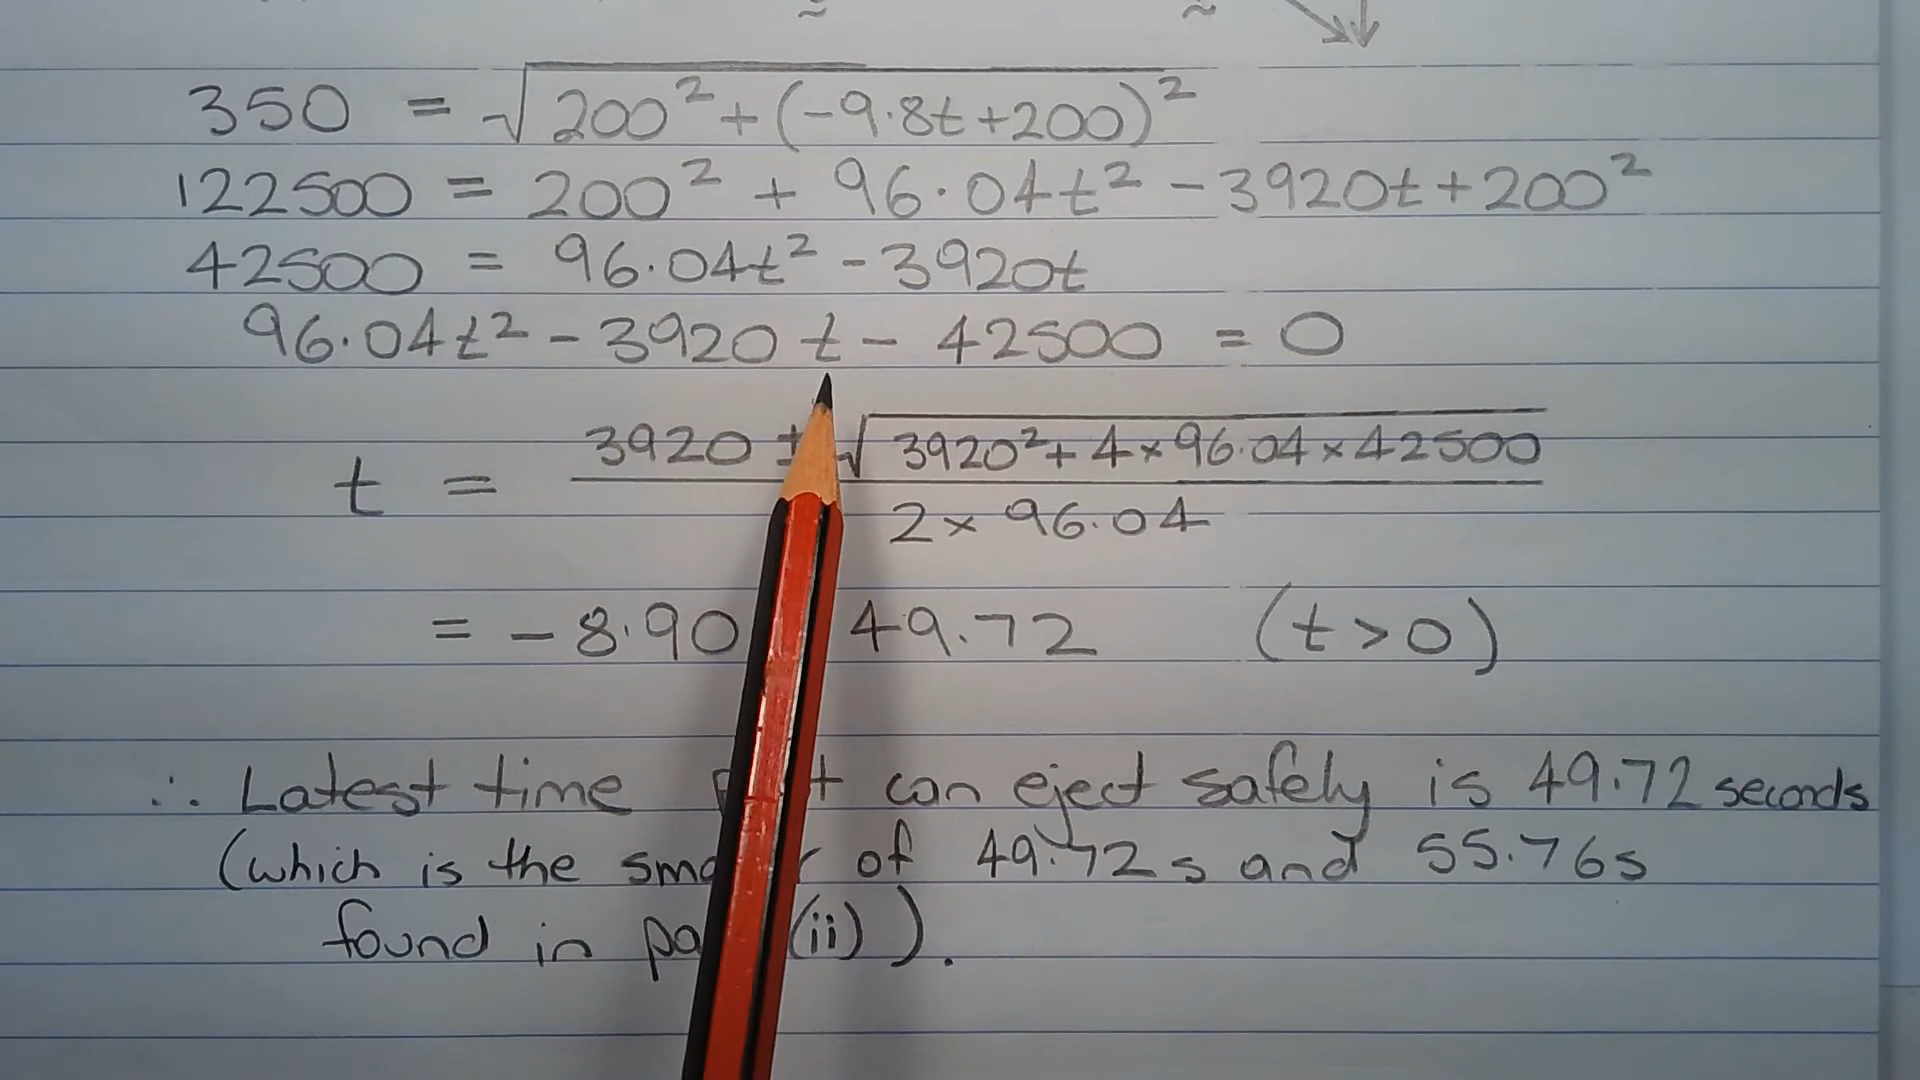 350 = √(200² + (-9.8t+200)²)
122500 = 200² + 96.04t² - 3920t + 200²
42500 = 96.04t² - 3920t
96.04t² - 3920t - 42500 = 0
t = (3920 ± √(3920² + 4×96.04×42500)) / (2 × 96.04)
= -8.90 49.72 (t>0)
∴ Latest time can eject safely is 49.72 seconds
(which is the of 49.72s and 55.76s
found in (ii)).